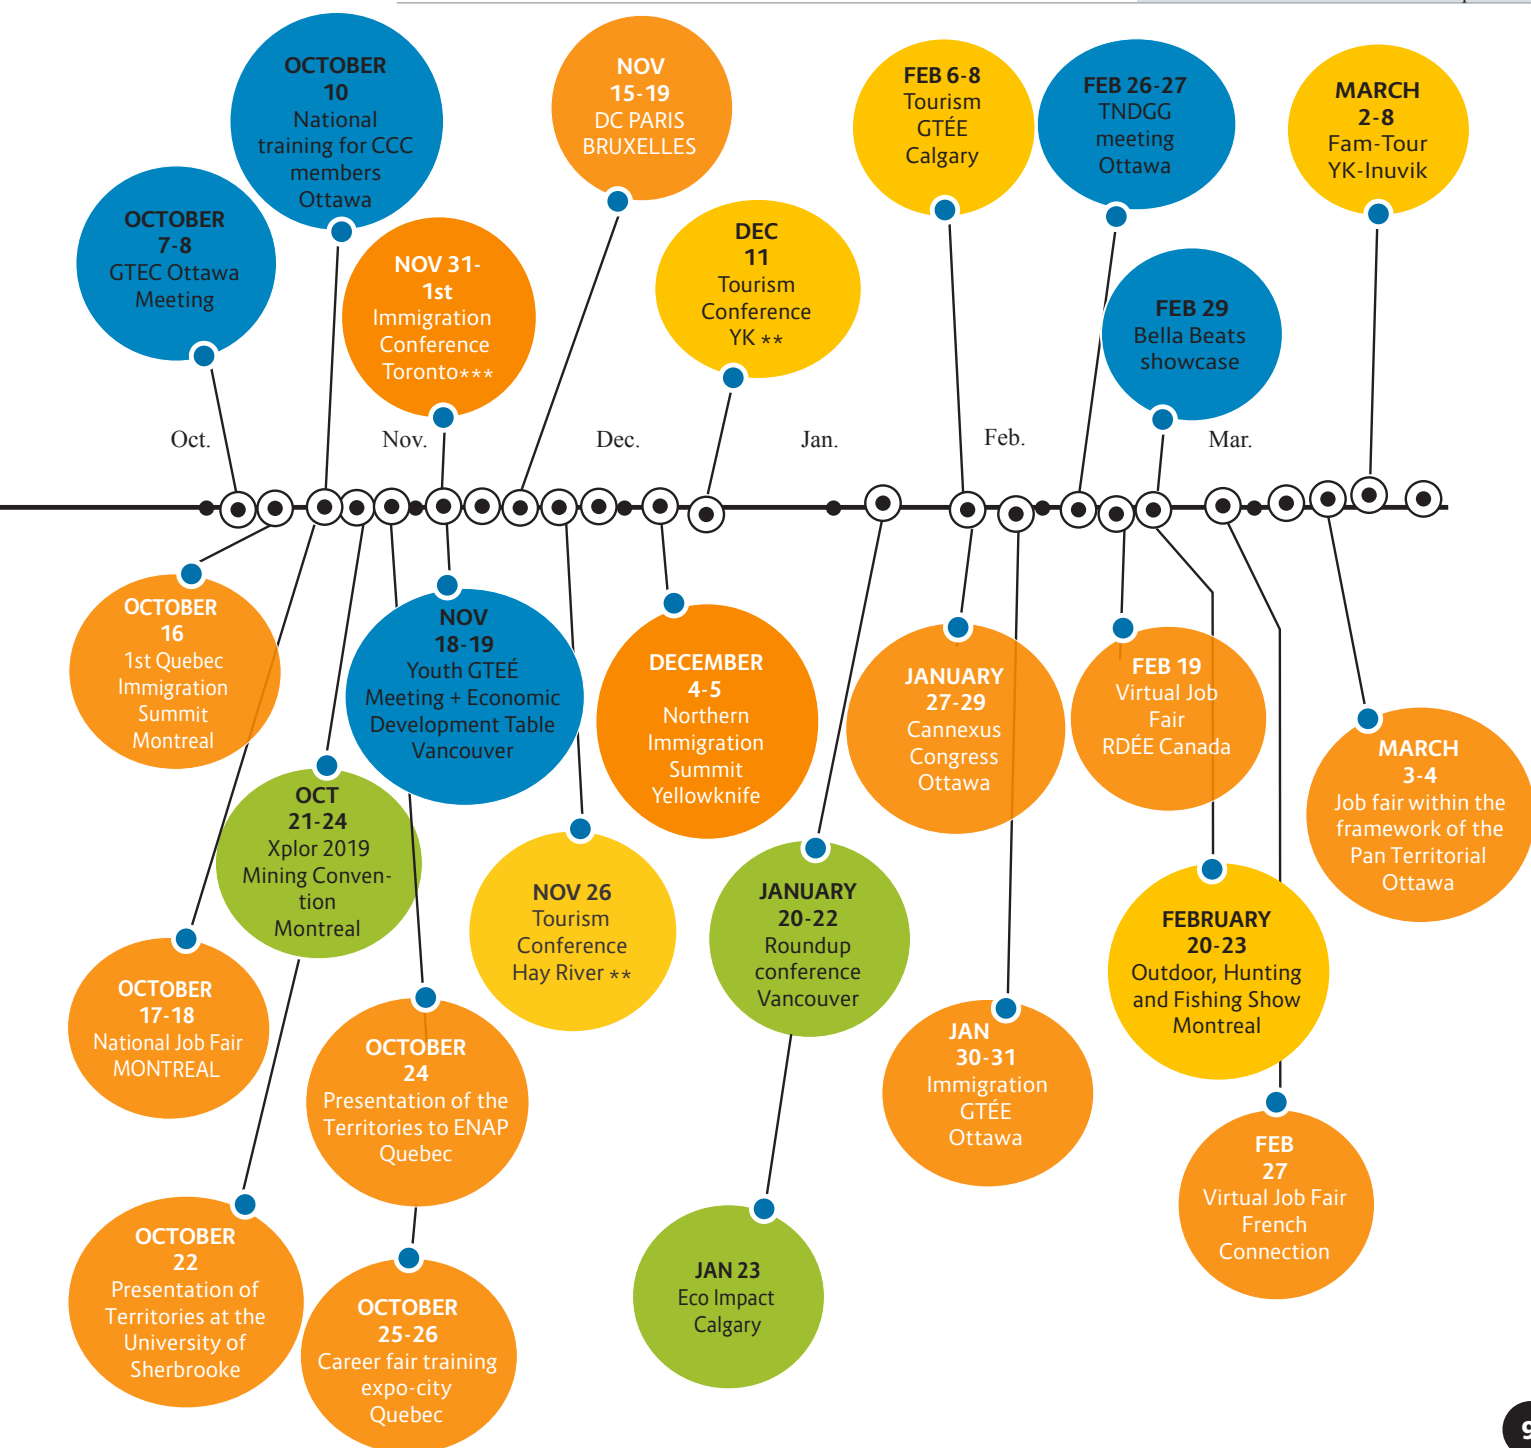 OCTOBER
10
National
training for CCC
members
Ottawa
NOV
15-19
DC PARIS
BRUXELLES
FEB 6-8
Tourism
GTÉE
Calgary
FEB 26-27
TNDGG
meeting
Ottawa
MARCH
2-8
Fam-Tour
YK-Inuvik
OCTOBER
7-8
GTEC Ottawa
Meeting
NOV 31-
1st
Immigration
Conference
Toronto***
DEC
11
Tourism
Conference
YK **
FEB 29
Bella Beats
showcase
Oct.
Nov.
Dec.
Jan.
Feb.
Mar.
OCTOBER
16
1st Quebec
Immigration
Summit
Montreal
NOV
18-19
Youth GTEÉ
Meeting + Economic
Development Table
Vancouver
DECEMBER
4-5
Northern
Immigration
Summit
Yellowknife
JANUARY
27-29
Cannexus
Congress
Ottawa
FEB 19
Virtual Job
Fair
RDÉE Canada
MARCH
3-4
Job fair within the
framework of the
Pan Territorial
Ottawa
OCT
21-24
Xplor 2019
Mining Conven-
tion
Montreal
NOV 26
Tourism
Conference
Hay River **
JANUARY
20-22
Roundup
conference
Vancouver
FEBRUARY
20-23
Outdoor, Hunting
and Fishing Show
Montreal
OCTOBER
17-18
National Job Fair
MONTREAL
OCTOBER
24
Presentation of the
Territories to ENAP
Quebec
JAN
30-31
Immigration
GTÉE
Ottawa
FEB
27
Virtual Job Fair
French
Connection
OCTOBER
22
Presentation of
Territories at the
University of
Sherbrooke
OCTOBER
25-26
Career fair training
expo-city
Quebec
JAN 23
Eco Impact
Calgary